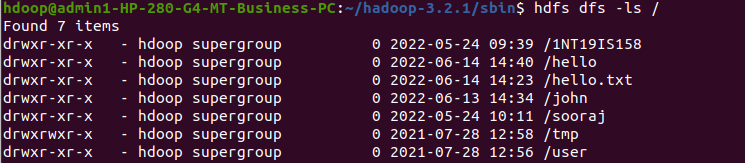 hdoop@admin1-HP-280-G4-MT-Business-PC:~/hadoop-3.2.1/sbin$ hdfs dfs -ls /
Found 7 items
drwxr-xr-x   - hdoop supergroup          0 2022-05-24 09:39 /1NT19IS158
drwxr-xr-x   - hdoop supergroup          0 2022-06-14 14:40 /hello
drwxr-xr-x   - hdoop supergroup          0 2022-06-14 14:23 /hello.txt
drwxr-xr-x   - hdoop supergroup          0 2022-06-13 14:34 /john
drwxr-xr-x   - hdoop supergroup          0 2022-05-24 10:11 /sooraj
drwxrwxr-x   - hdoop supergroup          0 2021-07-28 12:58 /tmp
drwxr-xr-x   - hdoop supergroup          0 2021-07-28 12:56 /user